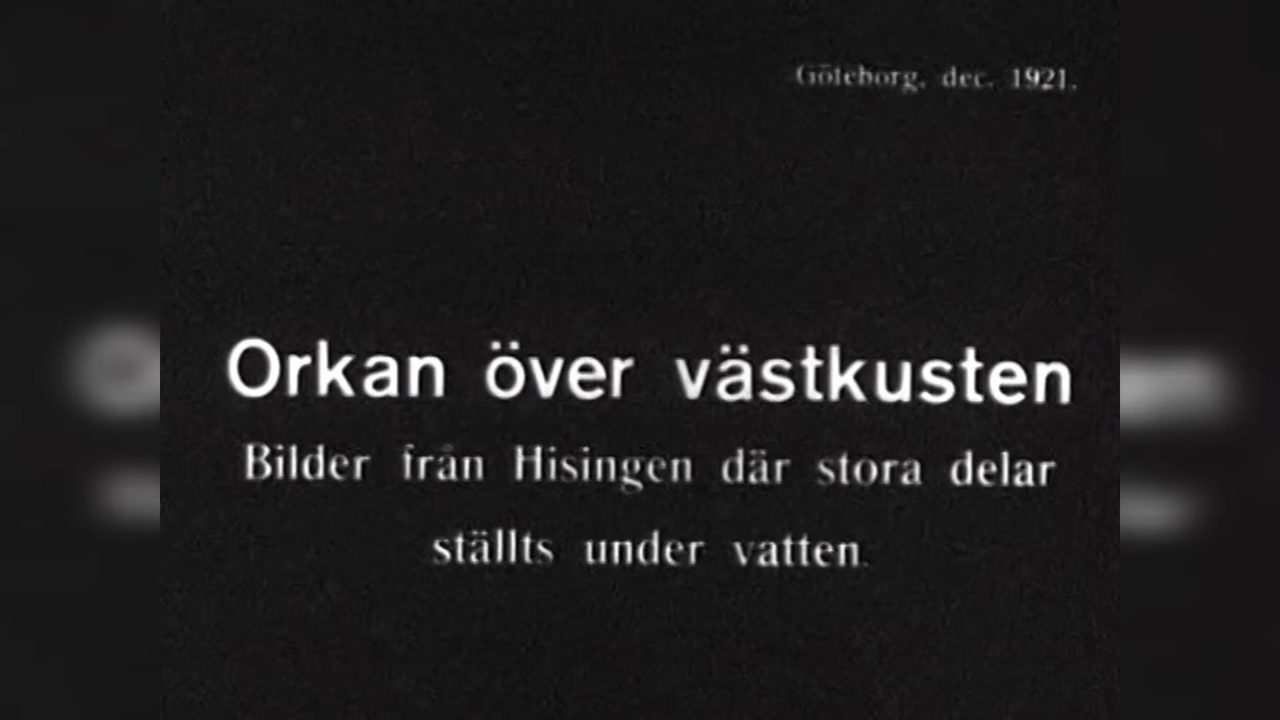 Göteborg, dec. 1921.
Orkan över västkusten
Bilder från Hisingen där stora delar
ställts under vatten.